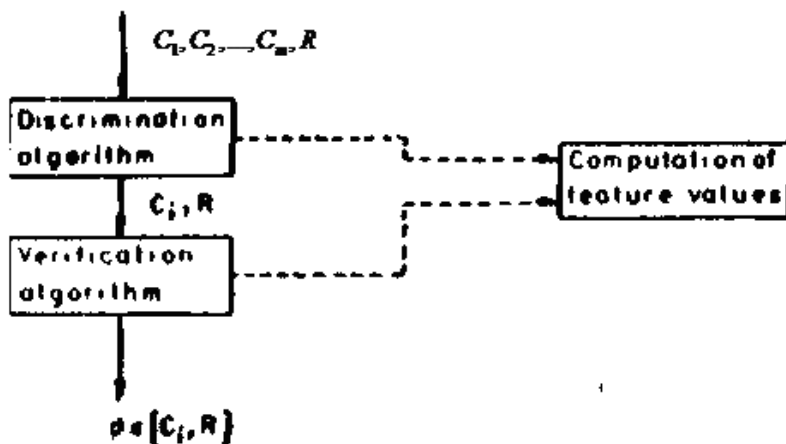 C₁, C₂, ..., Cₘ, R
Discrimination
algorithm
Computation of
feature values
Cᵢ, R
Verification
algorithm
{Cᵢ, R}